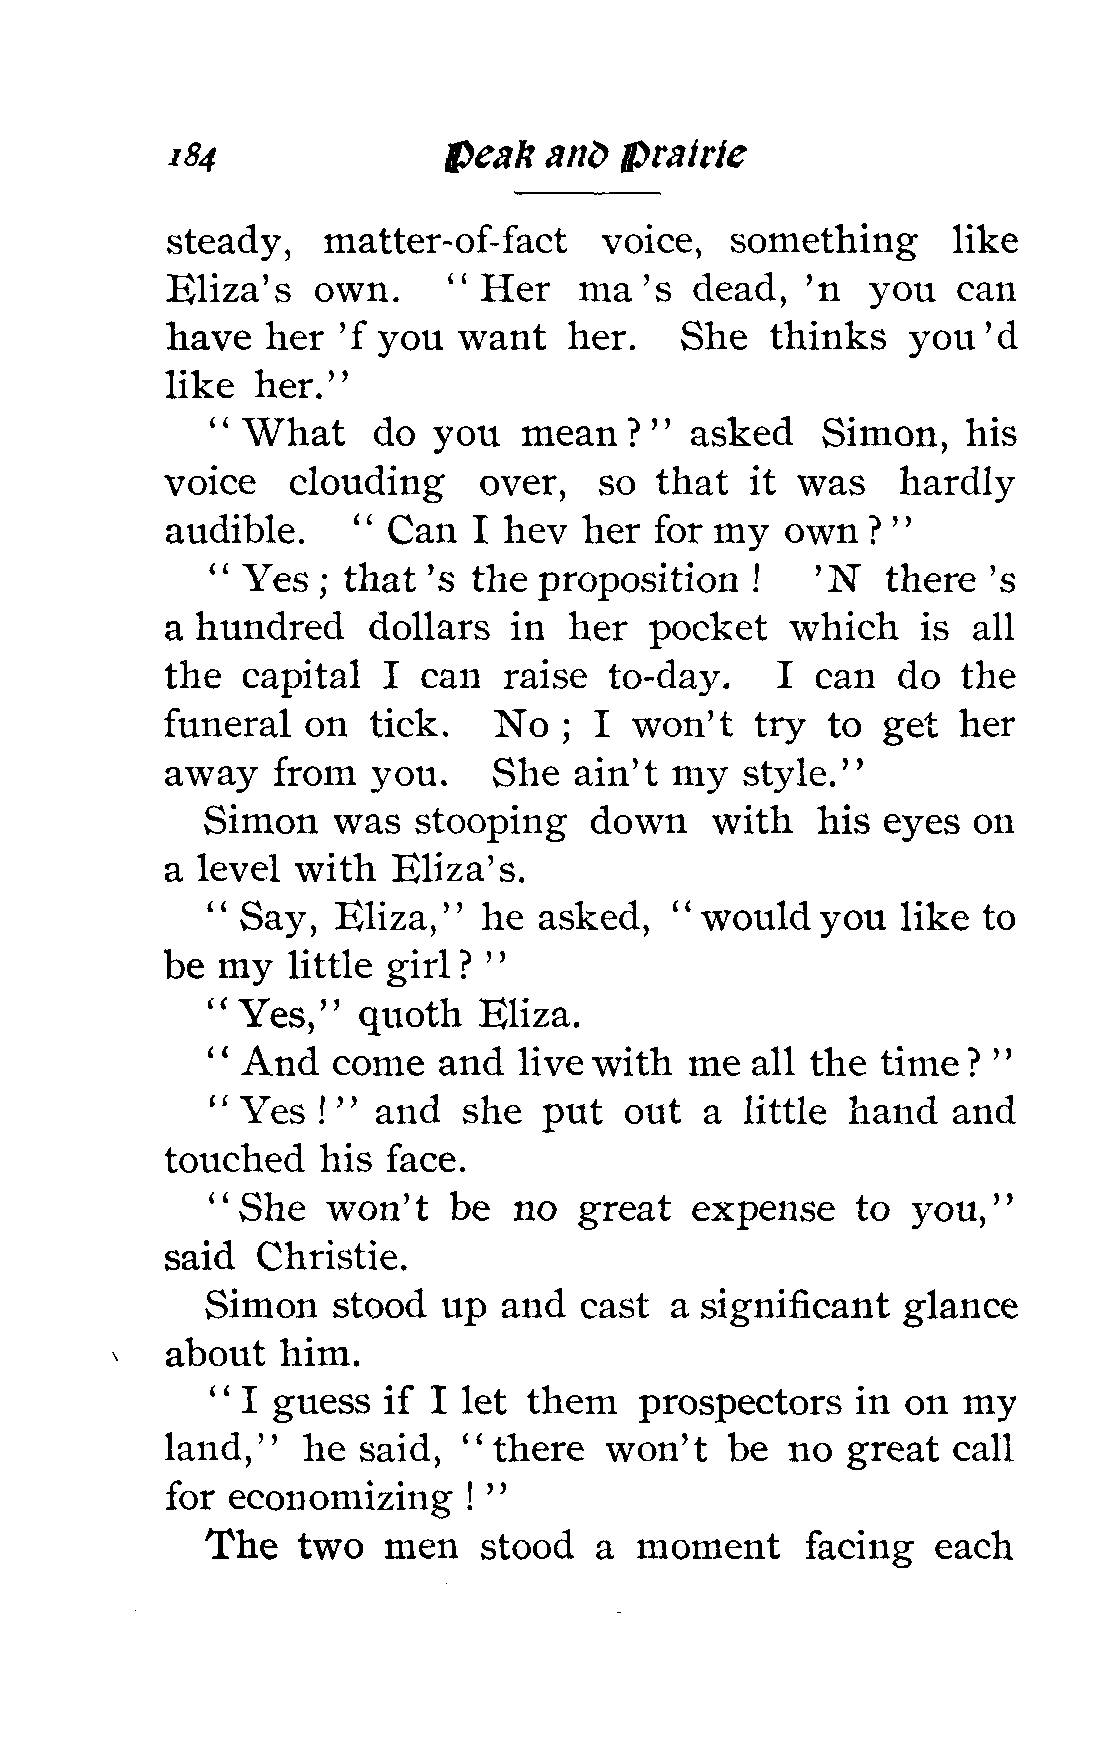 184 Peak and Prairie
steady, matter-of-fact voice, something like
Eliza's own. "Her ma 's dead, 'n you can
have her 'f you want her. She thinks you 'd
like her."
"What do you mean?" asked Simon, his
voice clouding over, so that it was hardly
audible. "Can I hev her for my own?"
"Yes; that 's the proposition! 'N there 's
a hundred dollars in her pocket which is all
the capital I can raise to-day. I can do the
funeral on tick. No; I won't try to get her
away from you. She ain't my style."
Simon was stooping down with his eyes on
a level with Eliza's.
"Say, Eliza," he asked, "would you like to
be my little girl?"
"Yes," quoth Eliza.
"And come and live with me all the time?"
"Yes!" and she put out a little hand and
touched his face.
"She won't be no great expense to you,"
said Christie.
Simon stood up and cast a significant glance
about him.
"I guess if I let them prospectors in on my
land," he said, "there won't be no great call
for economizing!"
The two men stood a moment facing each